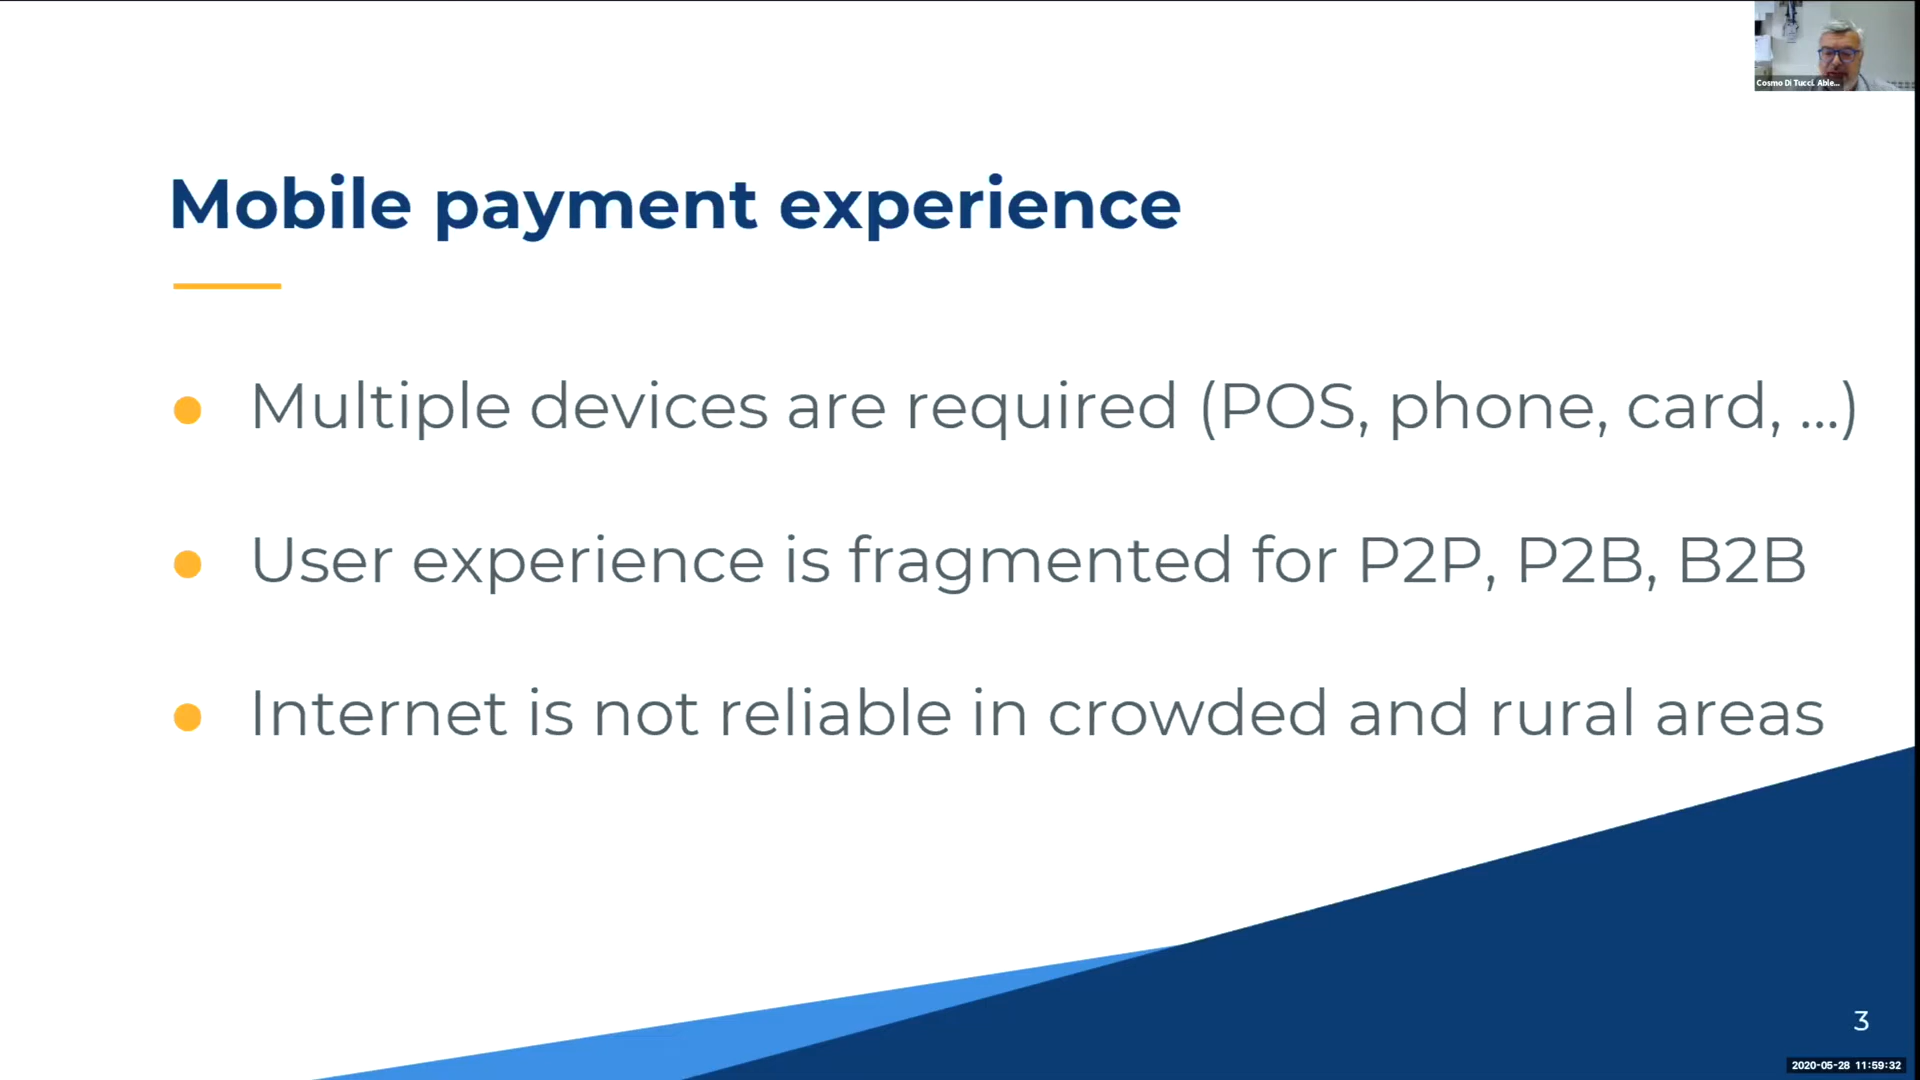 Cosmo Di Tucci. Able...
Mobile payment experience
Multiple devices are required (POS, phone, card, ...)
User experience is fragmented for P2P, P2B, B2B
Internet is not reliable in crowded and rural areas
3
2020-05-28 11:59:32